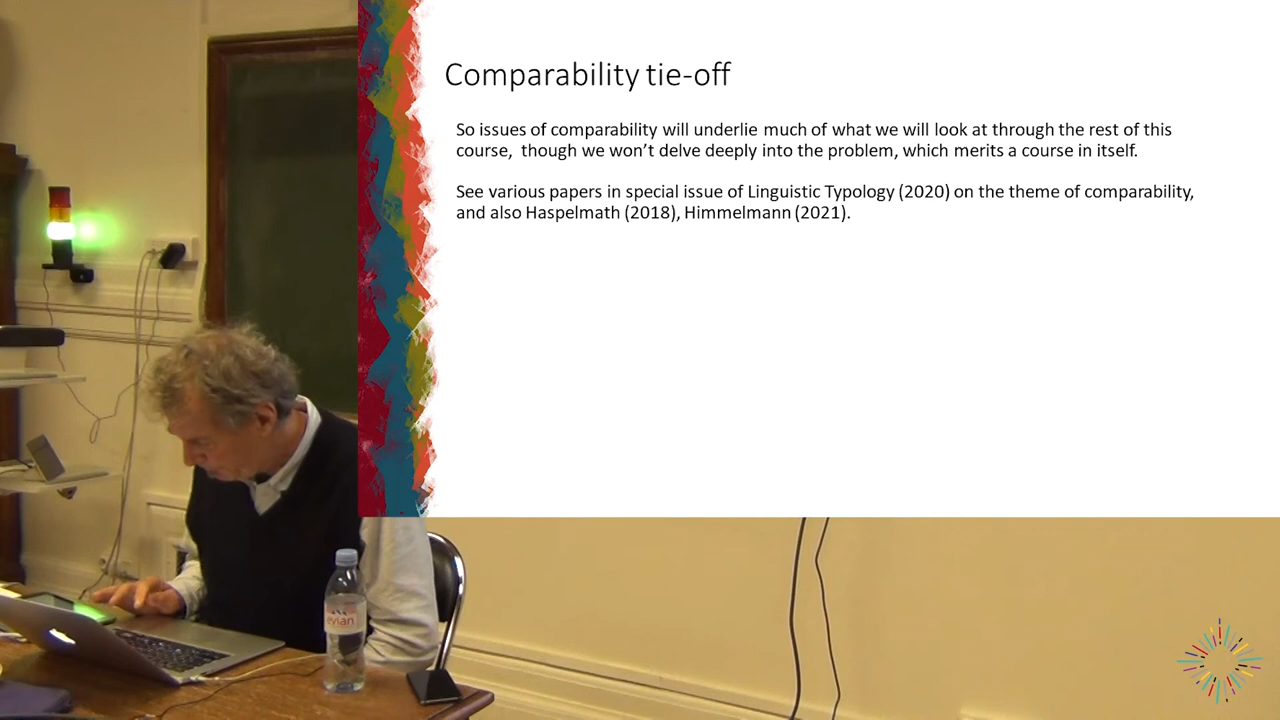 Comparability tie-off
So issues of comparability will underlie much of what we will look at through the rest of this
course,  though we won’t delve deeply into the problem, which merits a course in itself.
See various papers in special issue of Linguistic Typology (2020) on the theme of comparability,
and also Haspelmath (2018), Himmelmann (2021).
evian